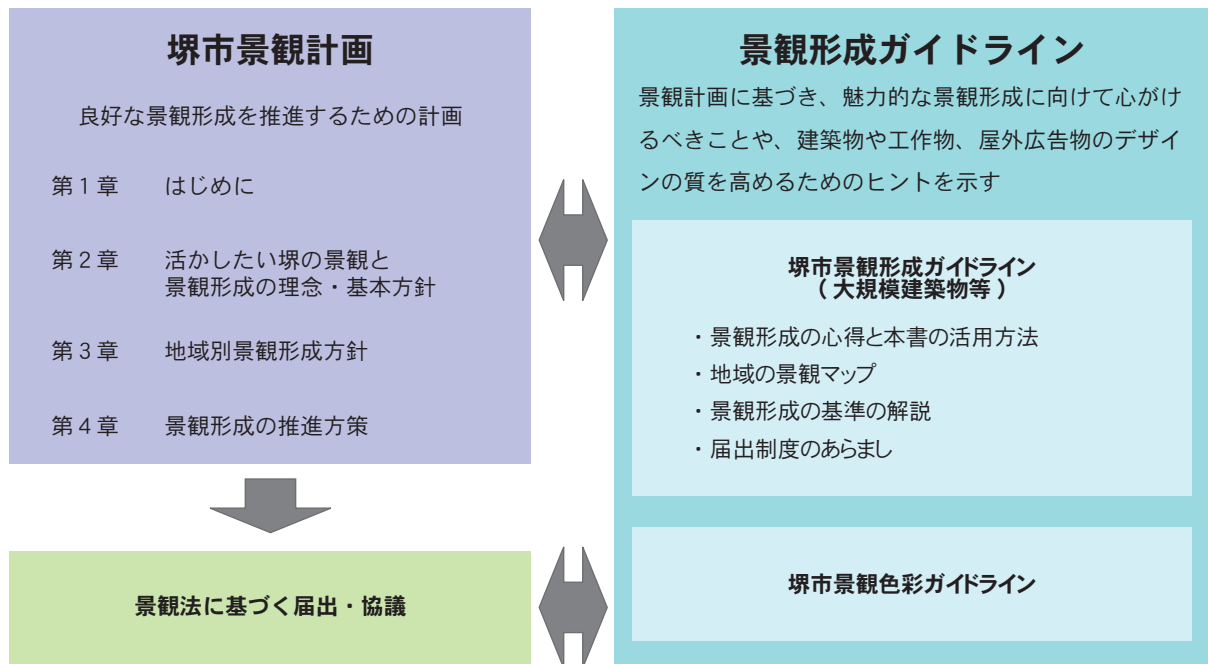 堺市景観計画
良好な景観形成を推進するための計画
第1章 はじめに
第2章 活かしたい堺の景観と
景観形成の理念・基本方針
第3章 地域別景観形成方針
第4章 景観形成の推進方策
景観法に基づく届出・協議
景観形成ガイドライン
景観計画に基づき、魅力的な景観形成に向けて心がけ
るべきことや、建築物や工作物、屋外広告物のデザイ
ンの質を高めるためのヒントを示す
堺市景観形成ガイドライン
( 大規模建築物等 )
・景観形成の心得と本書の活用方法
・地域の景観マップ
・景観形成の基準の解説
・届出制度のあらまし
堺市景観色彩ガイドライン